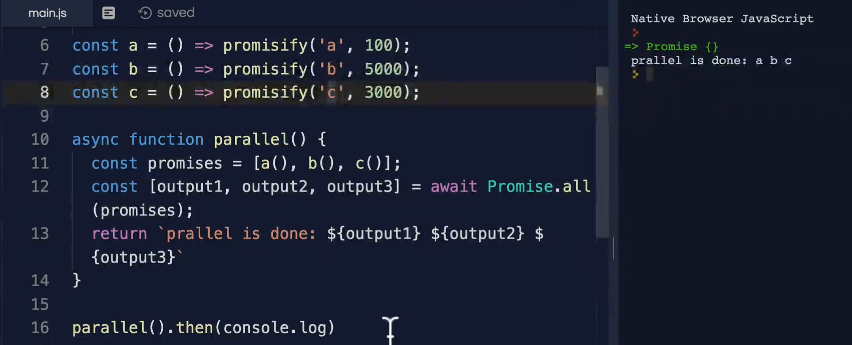 main.js
saved
6 const a = () => promisify('a', 100);
7 const b = () => promisify('b', 5000);
8 const c = () => promisify('c', 3000);
9
10 async function parallel() {
11 const promises = [a(), b(), c()];
12 const [output1, output2, output3] = await Promise.all
(promises);
13 return `prallel is done: ${output1} ${output2} $
{output3}`
14 }
15
16 parallel().then(console.log)
Native Browser JavaScript
=> Promise {}
prallel is done: a b c